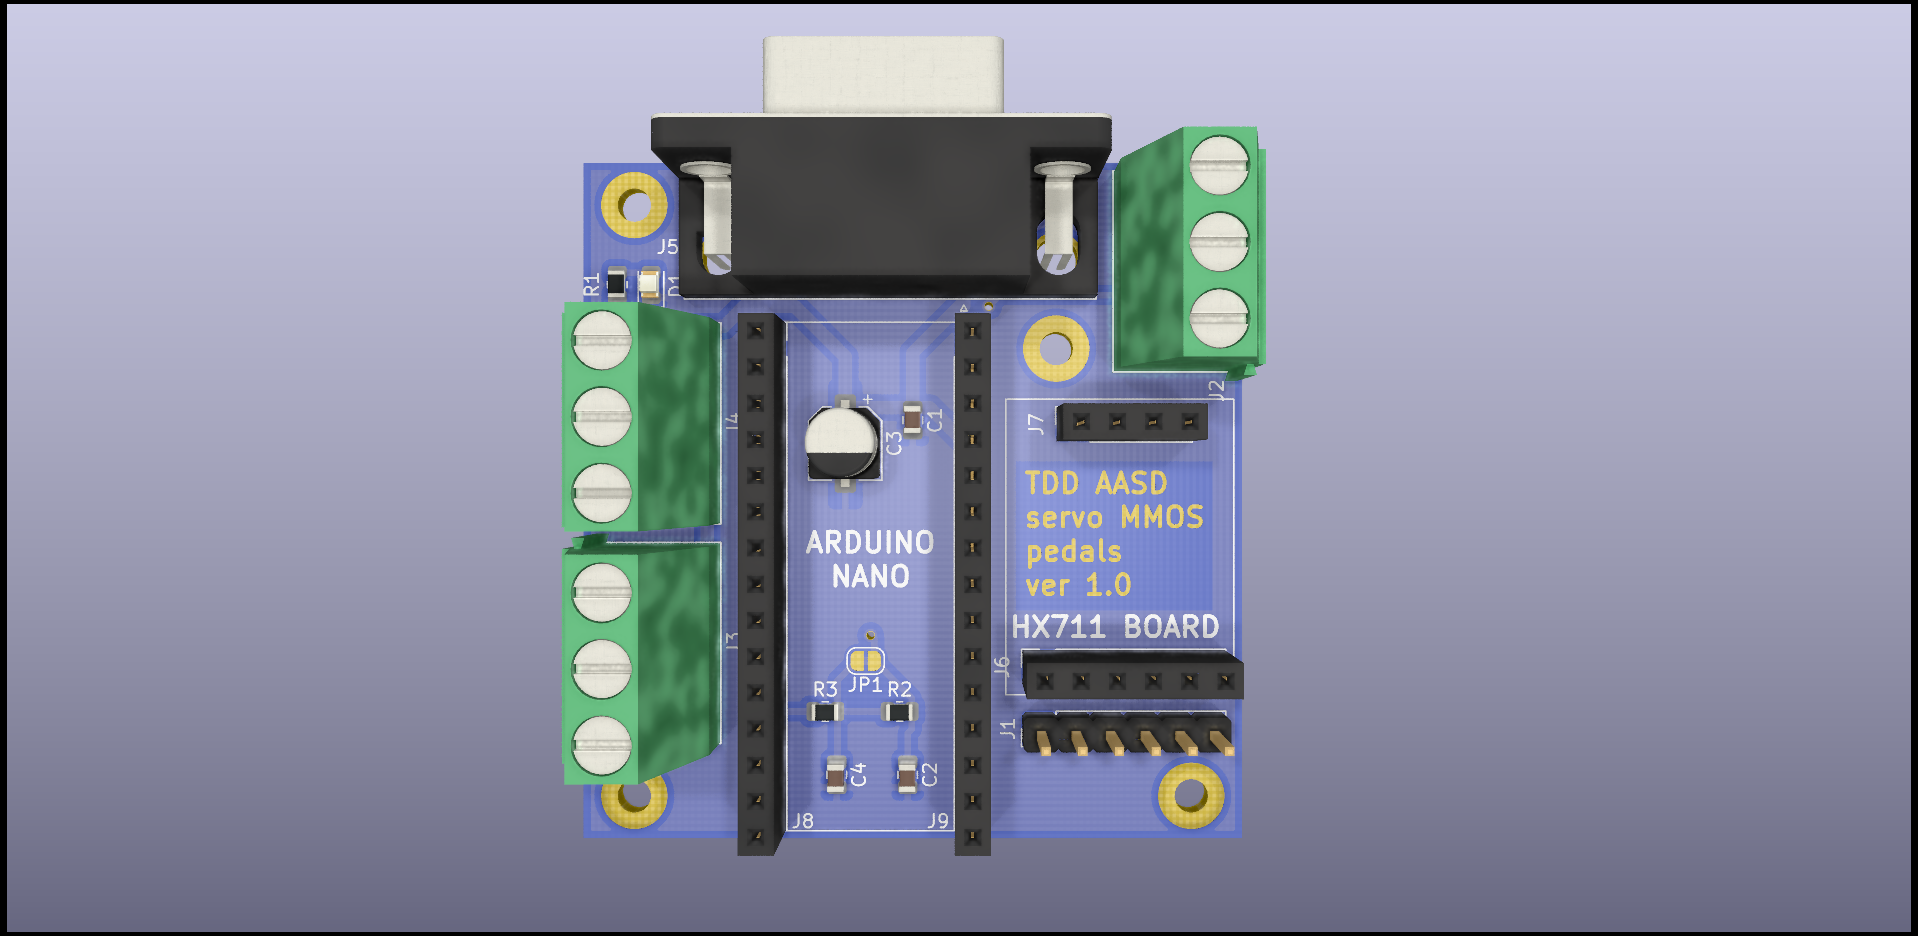 J5
R1
D1
J2
+
C1
C3
J4
J7
TDD AASD
servo MMOS
pedals
ver 1.0
ARDUINO
NANO
HX711 BOARD
J3
J6
JP1
R3 R2
J1
C4 C2
J8 J9